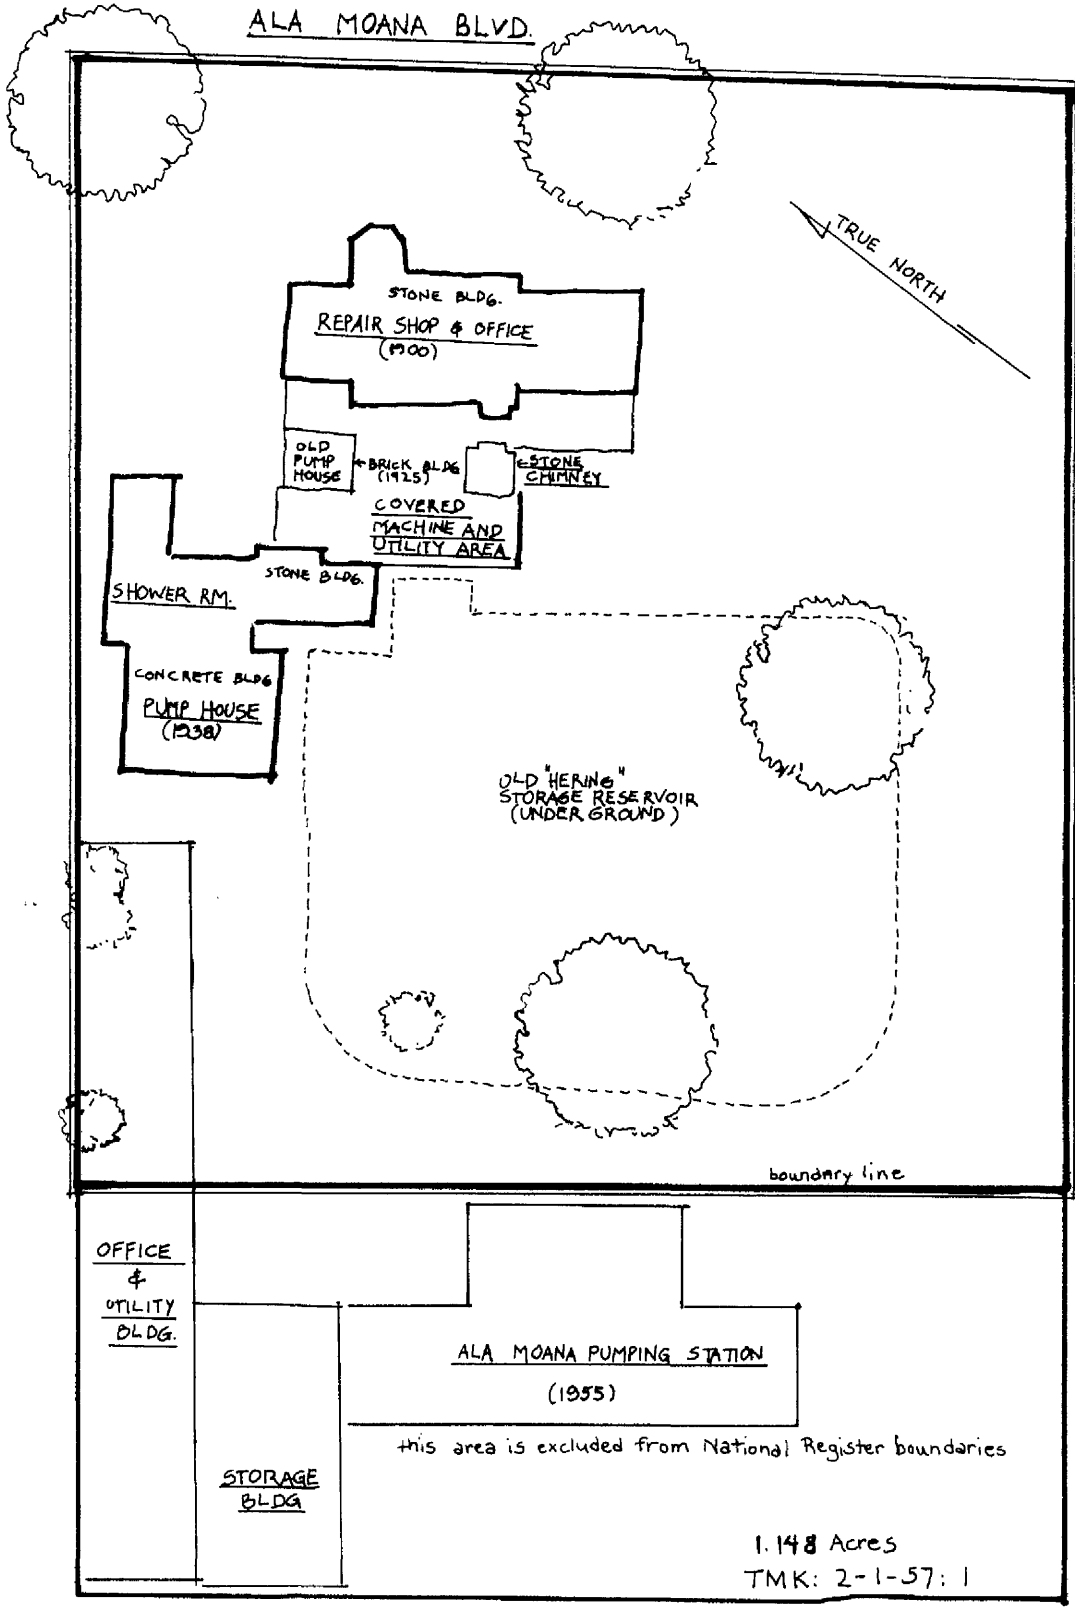 ALA MOANA BLVD.
TRUE NORTH
STONE BLDG.
REPAIR SHOP & OFFICE
(1900)
OLD
PUMP
HOUSE
BRICK BLDG
(1925)
STONE
CHIMNEY
COVERED
MACHINE AND
UTILITY AREA
STONE BLDG.
SHOWER RM.
CONCRETE BLDG
PUMP HOUSE
(1938)
OLD "HERING"
STORAGE RESERVOIR
(UNDER GROUND)
boundary line
OFFICE
&
UTILITY
BLDG.
ALA MOANA PUMPING STATION
(1955)
this area is excluded from National Register boundaries
STORAGE
BLDG
1.148 Acres
TMK: 2-1-57: 1